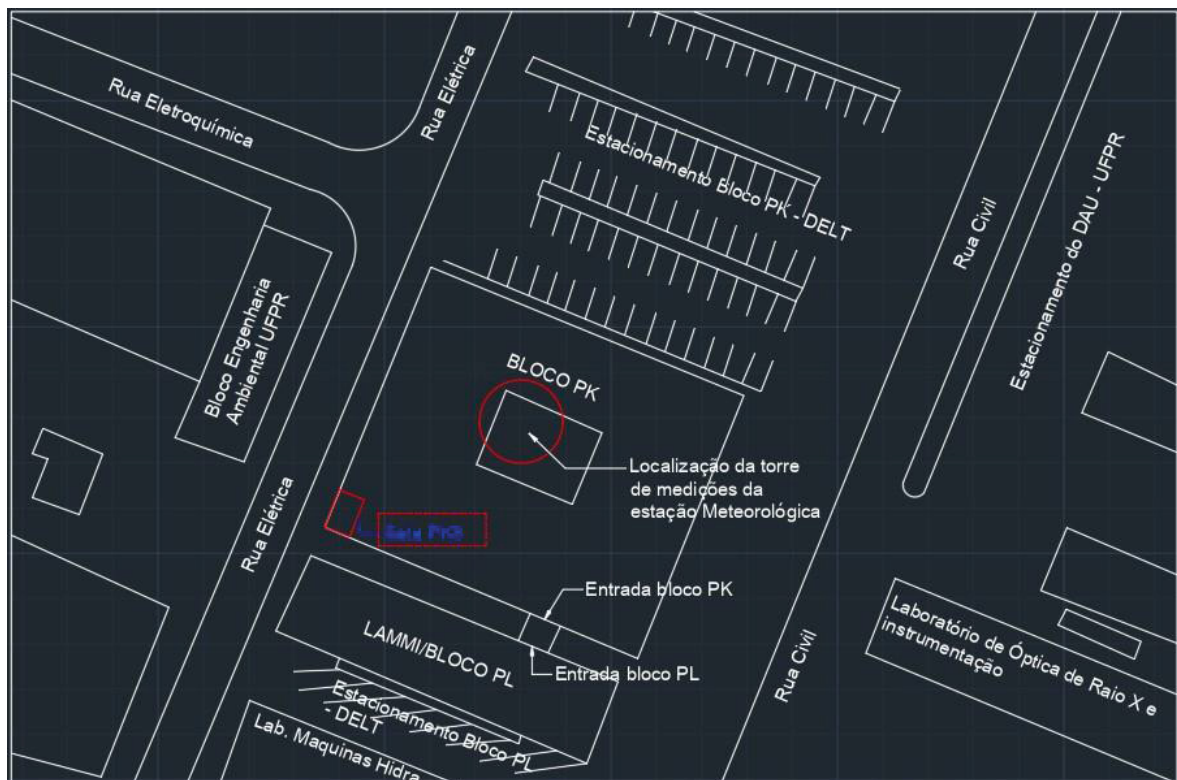 Rua Eletroquímica
Rua Elétrica
Estacionamento Bloco PK - DELT
Rua Civil
Estacionamento do DAU - UFPR
Bloco Engenharia
Ambiental UFPR
BLOCO PK
Localização da torre
de medições da
estação Meteorológica
Rua Elétrica
Sala
Entrada bloco PK
LAMMI/BLOCO PL
Entrada bloco PL
Rua Civil
Laboratório de Óptica de Raio X e
instrumentação
Estacionamento Bloco PL
- DELT
Lab. Maquinas Hidra